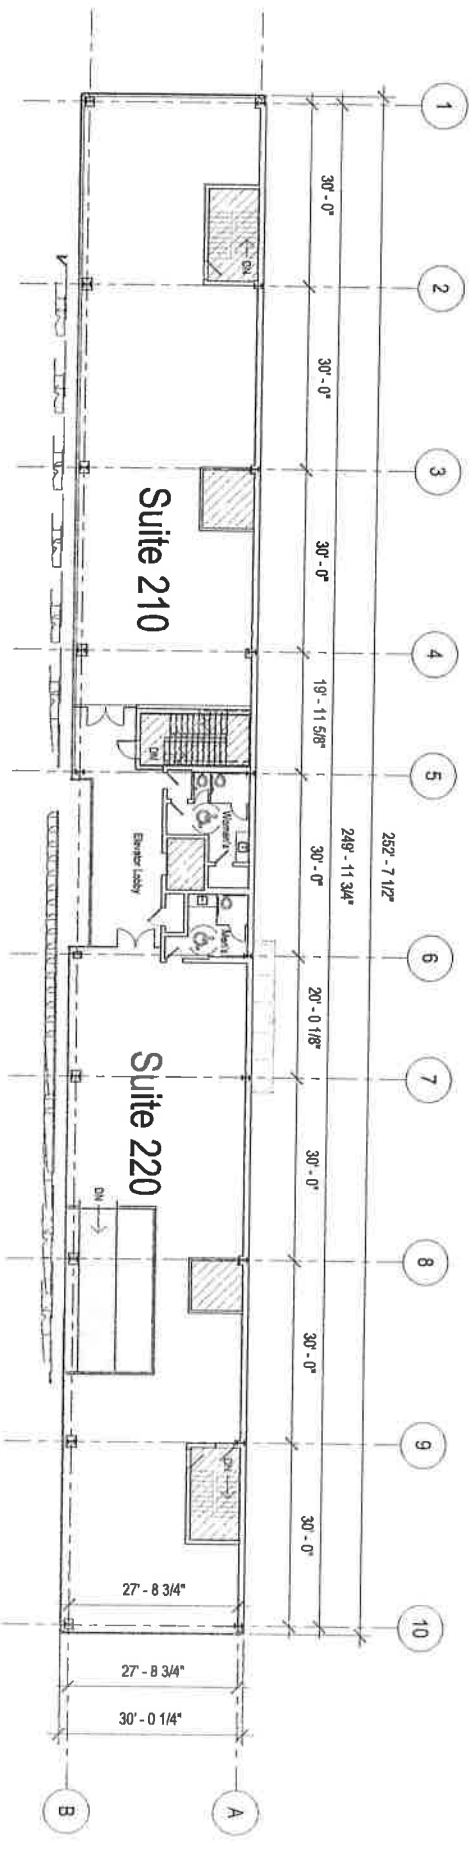 1
2
3
4
5
6
7
8
9
10
252' - 7 1/2"
249' - 11 3/4"
30' - 0"
30' - 0"
30' - 0"
19' - 11 5/8"
30' - 0"
20' - 0 1/8"
30' - 0"
30' - 0"
30' - 0"
DN
Suite 210
DN
Women's
Elevator Lobby
Men's
Suite 220
DN
DN
27' - 8 3/4"
27' - 8 3/4"
30' - 0 1/4"
A
B